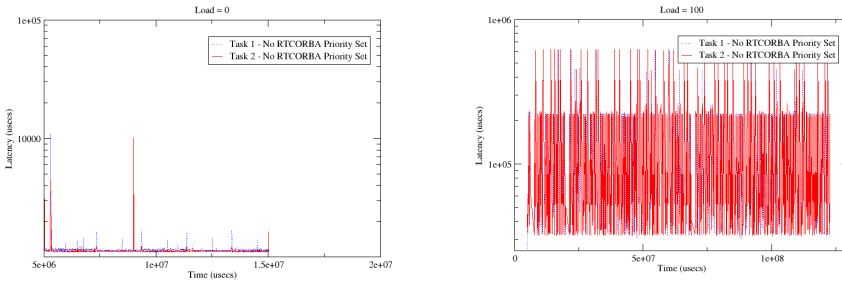 Load = 0
1e+05
Task 1 - No RTCORBA Priority Set
Task 2 - No RTCORBA Priority Set
10000
Latency (usecs)
5e+06
1e+07
1.5e+07
2e+07
Time (usecs)
Load = 100
1e+06
Task 1 - No RTCORBA Priority Set
Task 2 - No RTCORBA Priority Set
1e+05
Latency (usecs)
0
5e+07
1e+08
Time (usecs)